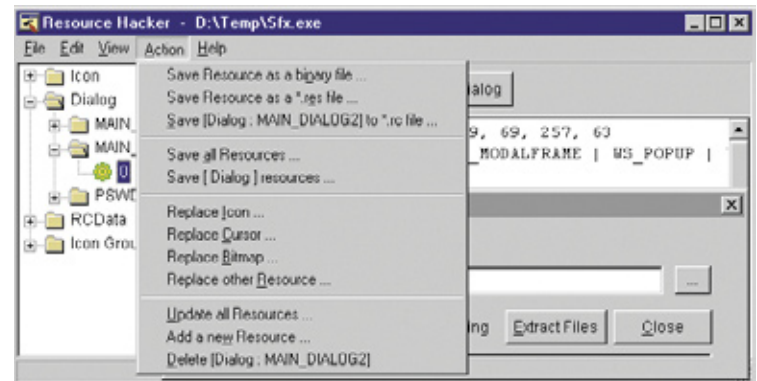 Resource Hacker - D:\Temp\Sfx.exe
File Edit View Action Help
Icon
Dialog
MAIN_
MAIN_
0
PSWD
RCData
Icon Grou
Save Resource as a binary file ...
Save Resource as a *.res file ...
Save [Dialog : MAIN_DIALOG2] to *.rc file ...
Save all Resources ...
Save [ Dialog ] resources ...
Replace Icon ...
Replace Cursor ...
Replace Bitmap ...
Replace other Resource ...
Update all Resources ...
Add a new Resource ...
Delete [Dialog : MAIN_DIALOG2]
ialog
9, 69, 257, 63
_MODALFRAME | WS_POPUP |
...
ing
Extract Files
Close